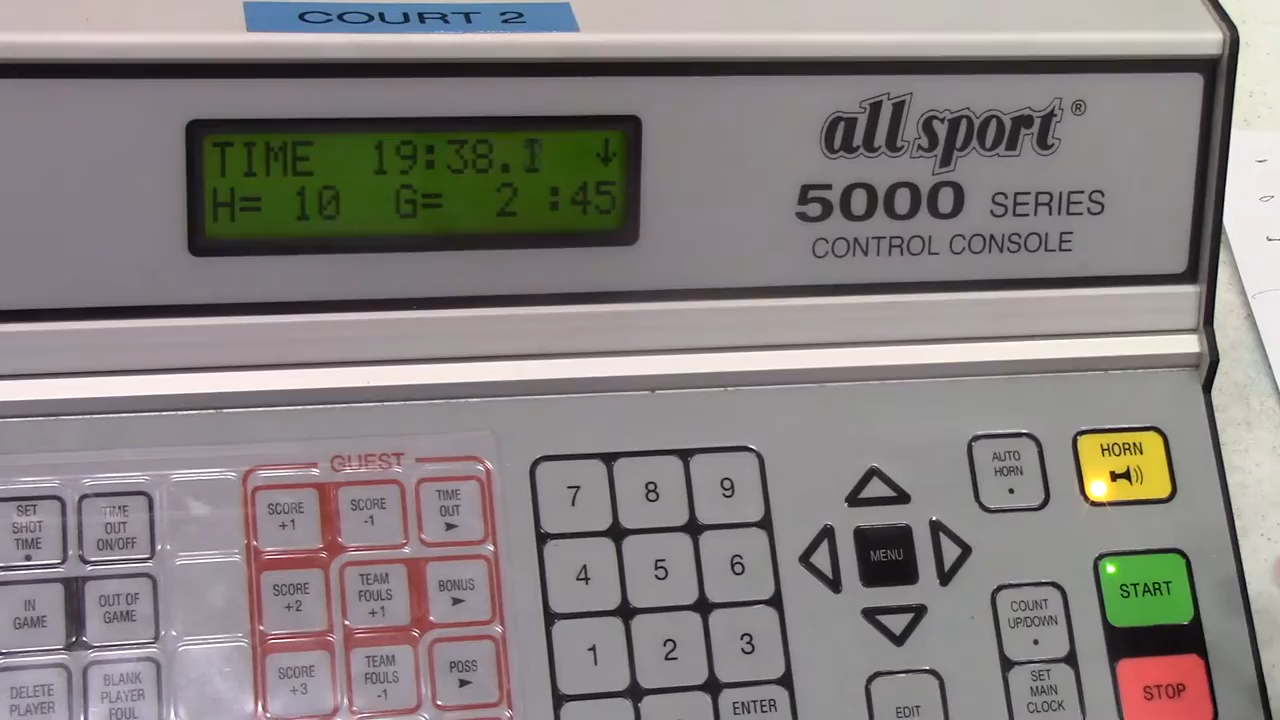 COURT 2
TIME 19:38.1 ↓
H= 10 G= 2 :45
all sport®
5000 SERIES
CONTROL CONSOLE
GUEST
SET
SHOT
TIME
TIME
OUT
ON/OFF
SCORE
+1
SCORE
-1
TIME
OUT
7
8
9
AUTO
HORN
HORN
IN
GAME
OUT OF
GAME
SCORE
+2
TEAM
FOULS
+1
BONUS
4
5
6
MENU
START
DELETE
PLAYER
BLANK
PLAYER
FOUL
SCORE
+3
TEAM
FOULS
-1
POSS
1
2
3
COUNT
UP/DOWN
STOP
ENTER
EDIT
SET
MAIN
CLOCK